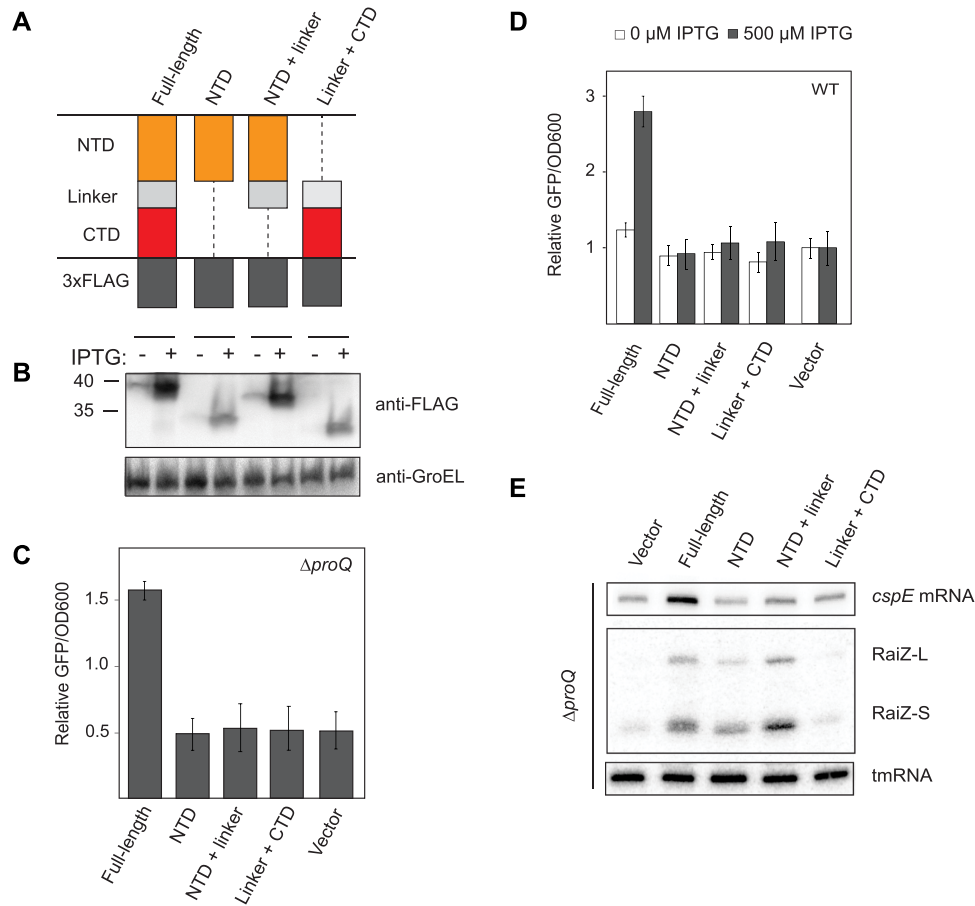 A
Full-length
NTD
NTD + linker
Linker + CTD
NTD
Linker
CTD
3xFLAG
B
IPTG: - + - + - + - +
40
35
anti-FLAG
anti-GroEL
C
ΔproQ
Relative GFP/OD600
1.5
1.0
0.5
Full-length
NTD
NTD + linker
Linker + CTD
Vector
D
0 µM IPTG 500 µM IPTG
WT
Relative GFP/OD600
3
2
1
Full-length
NTD
NTD + linker
Linker + CTD
Vector
E
Vector
Full-length
NTD
NTD + linker
Linker + CTD
ΔproQ
cspE mRNA
RaiZ-L
RaiZ-S
tmRNA